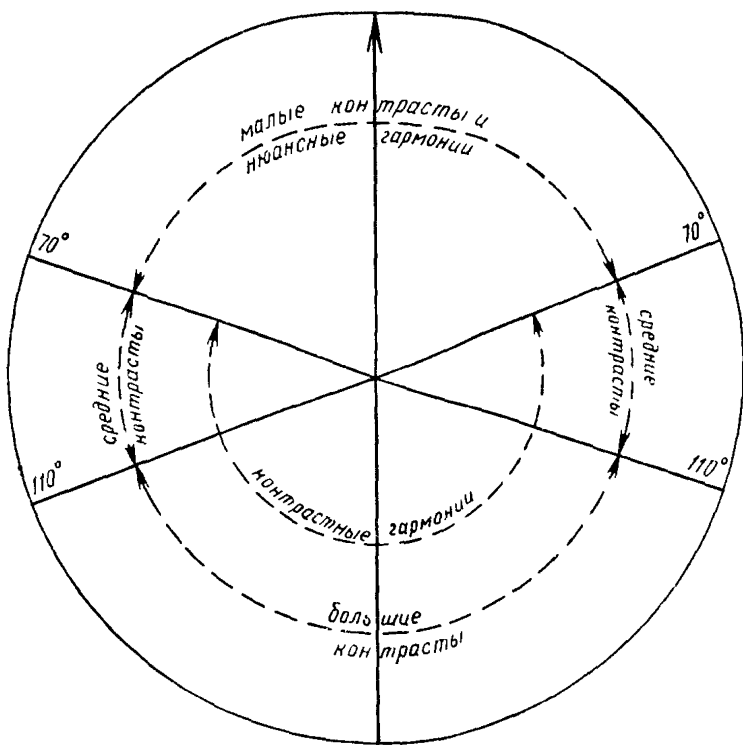 малые контрасты и
нюансные гармонии
70°
70°
средние
контрасты
средние
контрасты
110°
110°
контрастные гармонии
большие
контрасты